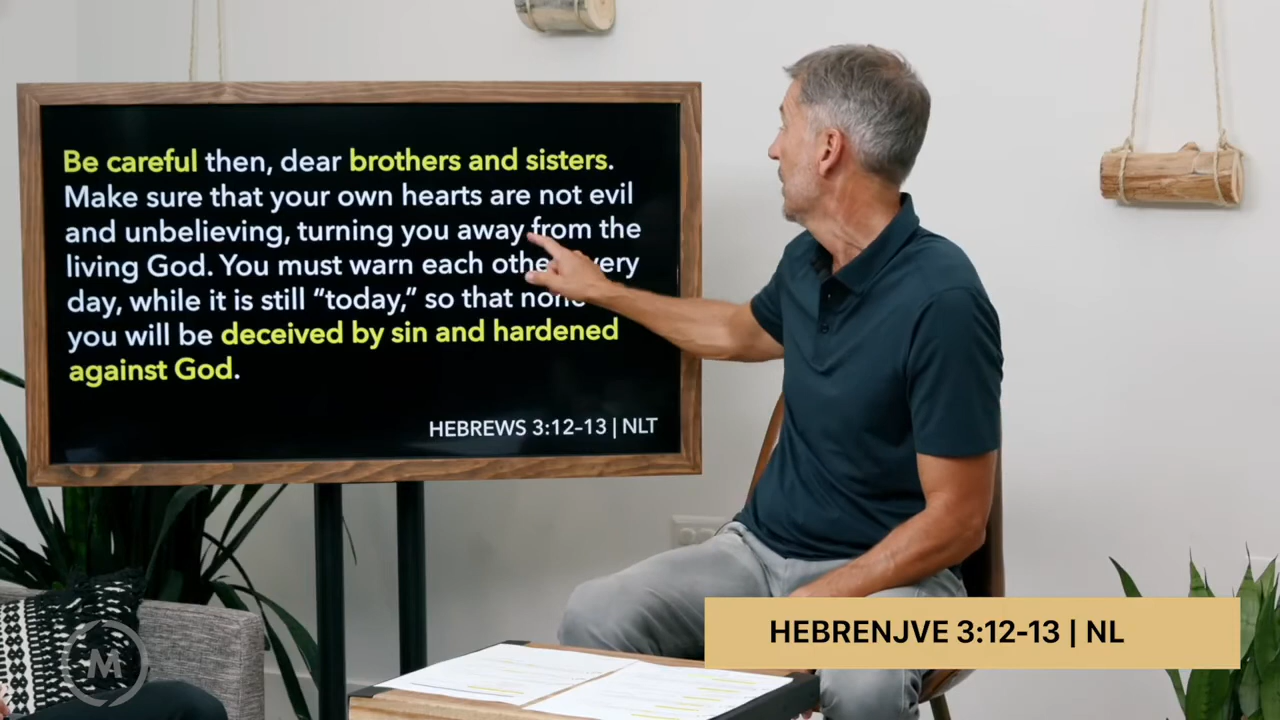 Be careful then, dear brothers and sisters.
Make sure that your own hearts are not evil
and unbelieving, turning you away from the
living God. You must warn each other every
day, while it is still “today,” so that none
you will be deceived by sin and hardened
against God.
HEBREWS 3:12-13 | NLT
HEBRENJVE 3:12-13 | NL
M